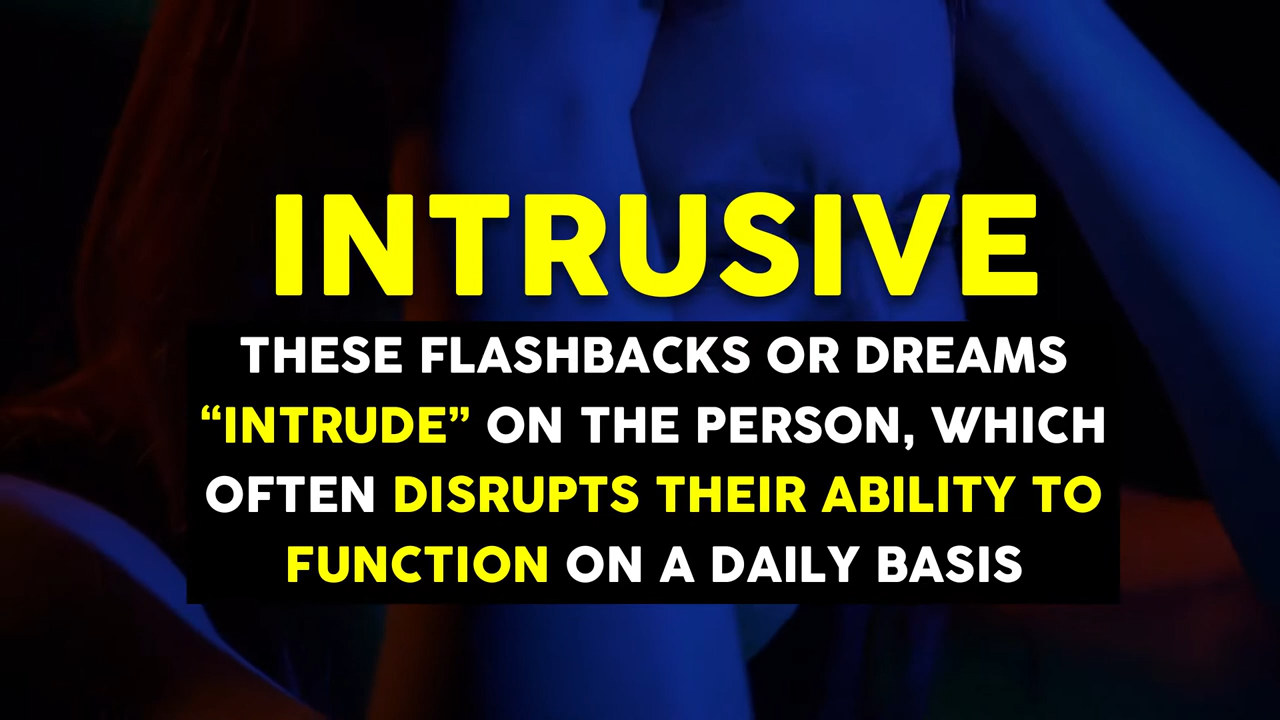 INTRUSIVE
THESE FLASHBACKS OR DREAMS
“INTRUDE” ON THE PERSON, WHICH
OFTEN DISRUPTS THEIR ABILITY TO
FUNCTION ON A DAILY BASIS